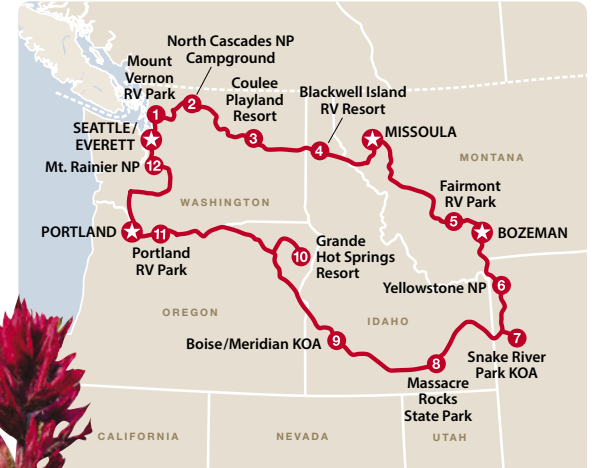 North Cascades NP
Campground
Mount
Vernon
RV Park
Coulee
Playland
Resort
Blackwell Island
RV Resort
1
2
3
4
SEATTLE/
EVERETT
MISSOULA
MONTANA
12
Mt. Rainier NP
Fairmont
RV Park
WASHINGTON
5
PORTLAND
11
BOZEMAN
Portland
RV Park
10
Grande
Hot Springs
Resort
Yellowstone NP
6
OREGON
IDAHO
Boise/Meridian KOA
9
7
Snake River
Park KOA
8
Massacre
Rocks
State Park
CALIFORNIA
NEVADA
UTAH